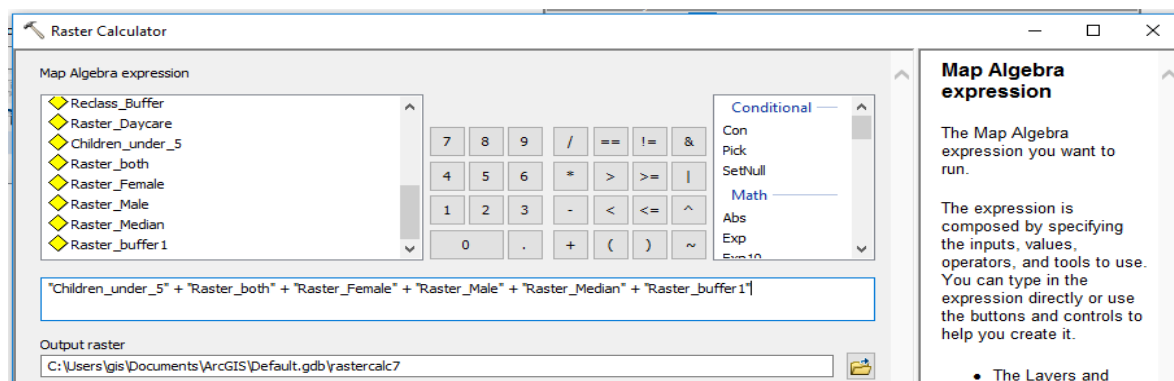 Raster Calculator
Map Algebra expression
Reclass_Buffer
Raster_Daycare
Children_under_5
Raster_both
Raster_Female
Raster_Male
Raster_Median
Raster_buffer1
7 8 9 / == != &
4 5 6 * > >= |
1 2 3 - < <= ^
0 . + ( ) ~
Conditional
Con
Pick
SetNull
Math
Abs
Exp
Exp10
"Children_under_5" + "Raster_both" + "Raster_Female" + "Raster_Male" + "Raster_Median" + "Raster_buffer1"
Output raster
C:\Users\gis\Documents\ArcGIS\Default.gdb\rastercalc7
Map Algebra
expression
The Map Algebra
expression you want to
run.
The expression is
composed by specifying
the inputs, values,
operators, and tools to use.
You can type in the
expression directly or use
the buttons and controls to
help you create it.
• The Layers and